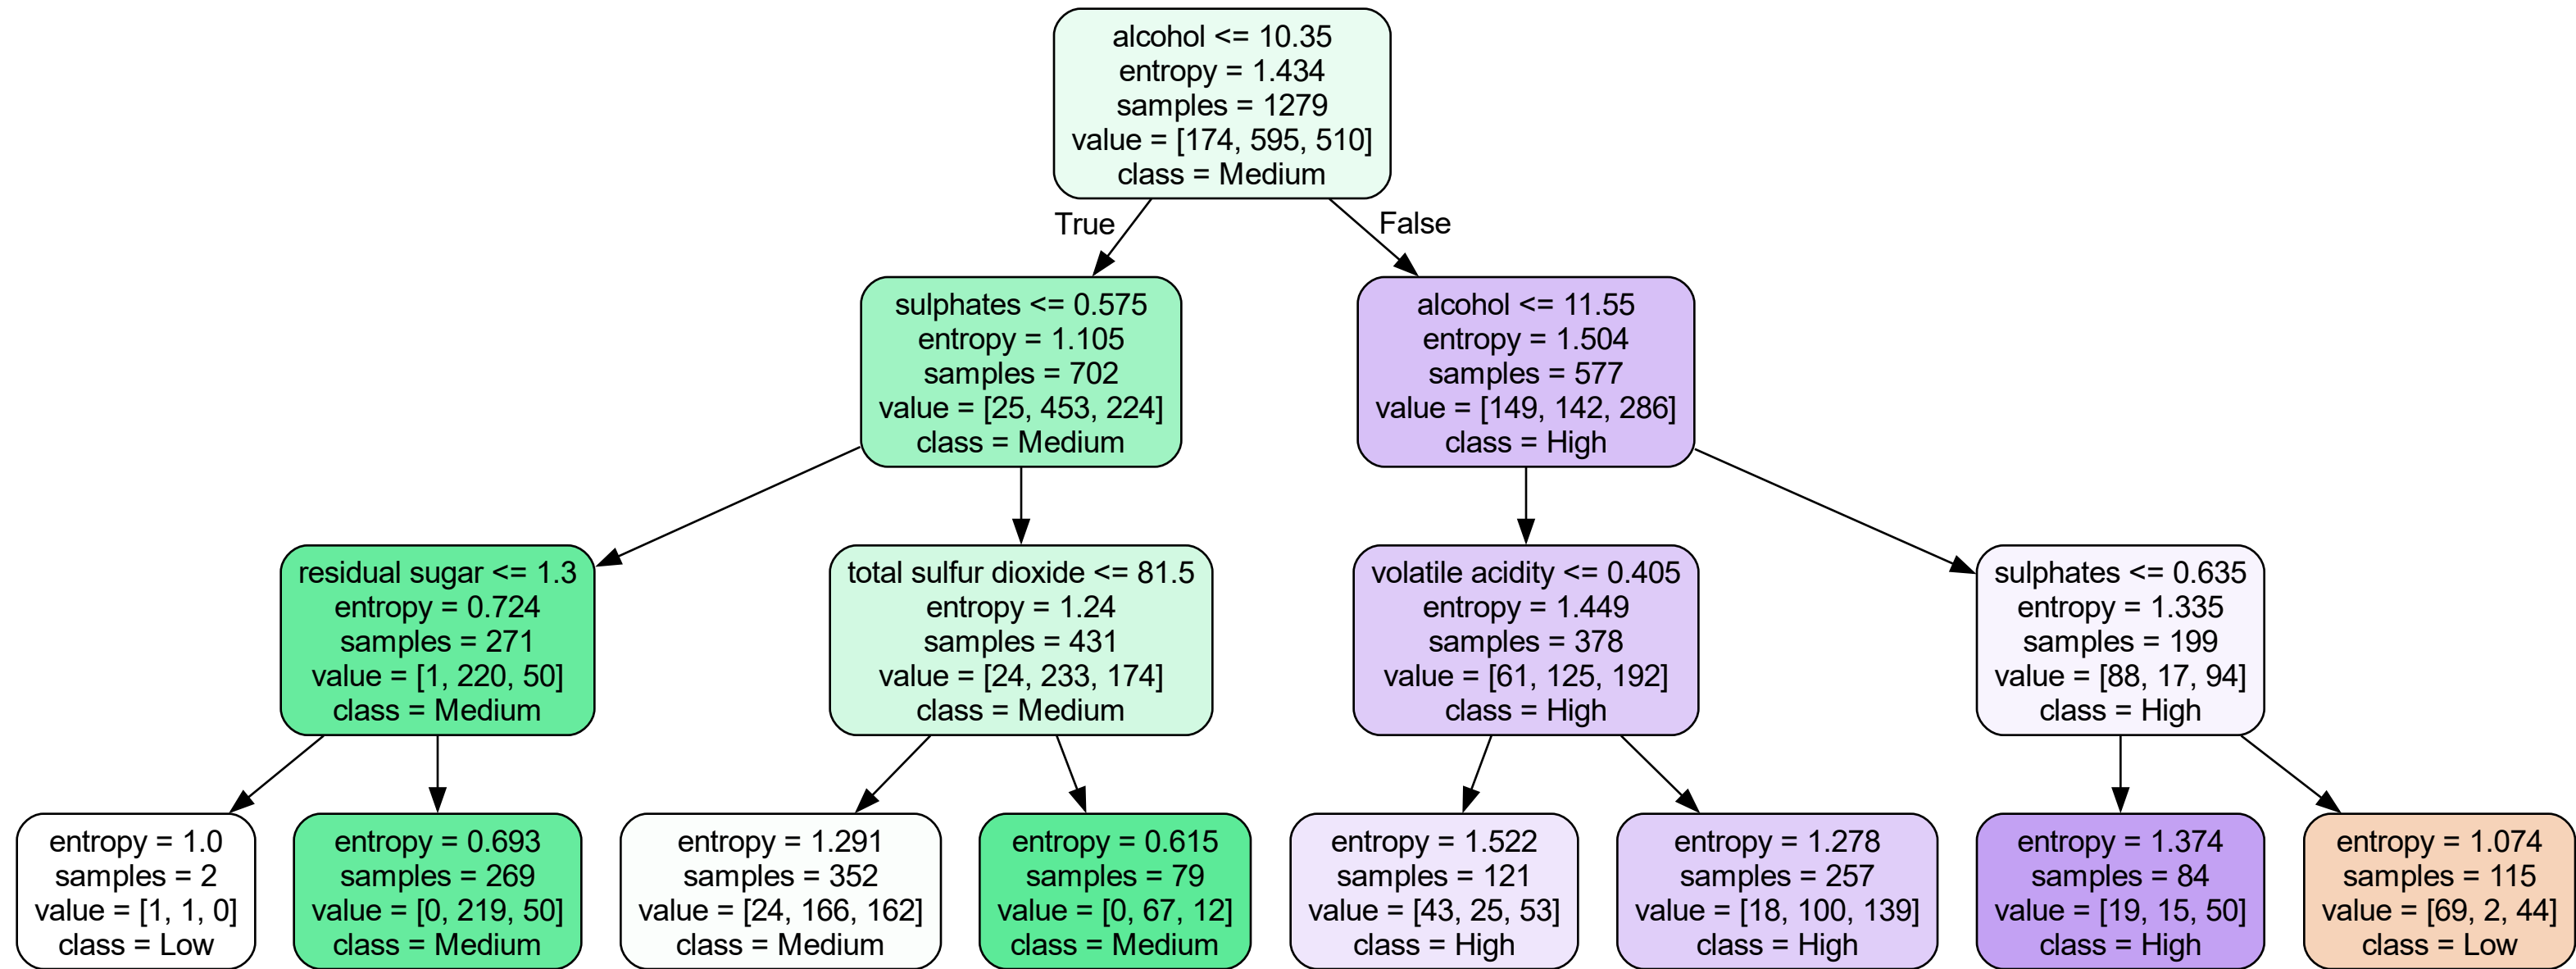 alcohol <= 10.35
entropy = 1.434
samples = 1279
value = [174, 595, 510]
class = Medium
True
False
sulphates <= 0.575
entropy = 1.105
samples = 702
value = [25, 453, 224]
class = Medium
alcohol <= 11.55
entropy = 1.504
samples = 577
value = [149, 142, 286]
class = High
residual sugar <= 1.3
entropy = 0.724
samples = 271
value = [1, 220, 50]
class = Medium
total sulfur dioxide <= 81.5
entropy = 1.24
samples = 431
value = [24, 233, 174]
class = Medium
volatile acidity <= 0.405
entropy = 1.449
samples = 378
value = [61, 125, 192]
class = High
sulphates <= 0.635
entropy = 1.335
samples = 199
value = [88, 17, 94]
class = High
entropy = 1.0
samples = 2
value = [1, 1, 0]
class = Low
entropy = 0.693
samples = 269
value = [0, 219, 50]
class = Medium
entropy = 1.291
samples = 352
value = [24, 166, 162]
class = Medium
entropy = 0.615
samples = 79
value = [0, 67, 12]
class = Medium
entropy = 1.522
samples = 121
value = [43, 25, 53]
class = High
entropy = 1.278
samples = 257
value = [18, 100, 139]
class = High
entropy = 1.374
samples = 84
value = [19, 15, 50]
class = High
entropy = 1.074
samples = 115
value = [69, 2, 44]
class = Low